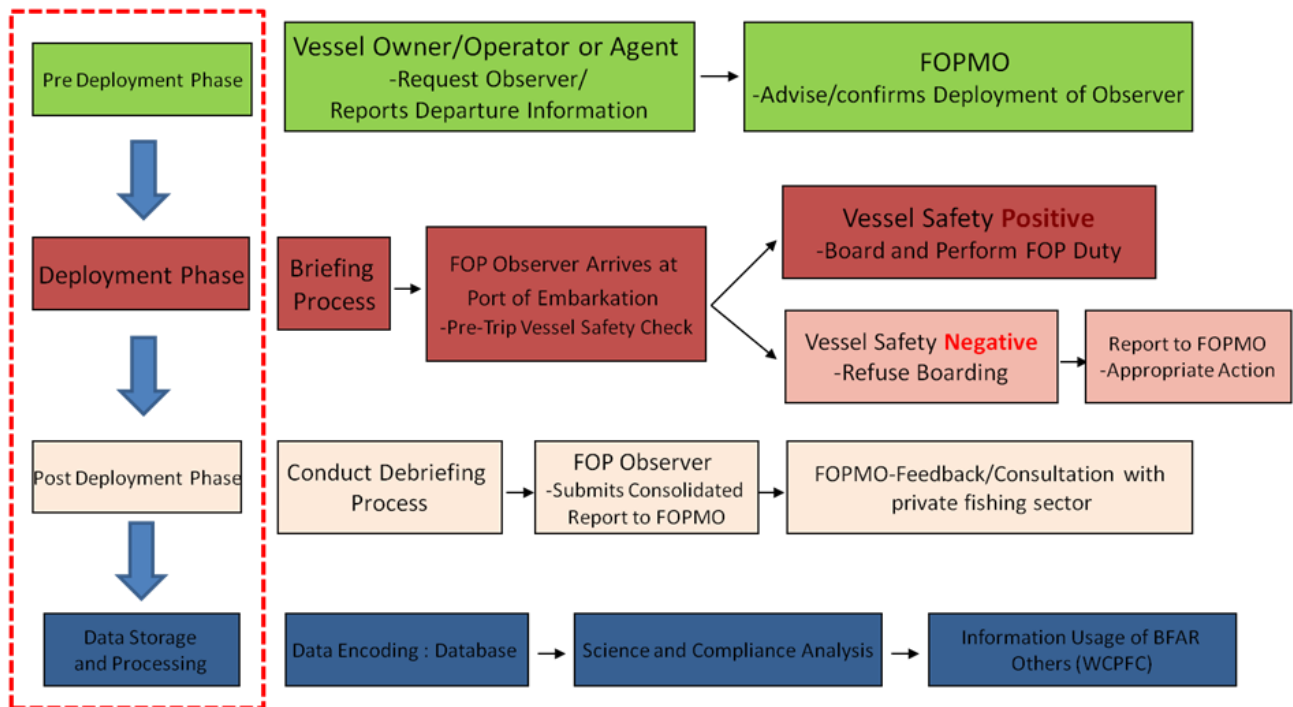 Pre Deployment Phase
Vessel Owner/Operator or Agent
-Request Observer/
Reports Departure Information
FOPMO
-Advise/confirms Deployment of Observer
Deployment Phase
Briefing
Process
FOP Observer Arrives at
Port of Embarkation
-Pre-Trip Vessel Safety Check
Vessel Safety Positive
-Board and Perform FOP Duty
Vessel Safety Negative
-Refuse Boarding
Report to FOPMO
-Appropriate Action
Post Deployment Phase
Conduct Debriefing
Process
FOP Observer
-Submits Consolidated
Report to FOPMO
FOPMO-Feedback/Consultation with
private fishing sector
Data Storage
and Processing
Data Encoding : Database
Science and Compliance Analysis
Information Usage of BFAR
Others (WCPFC)